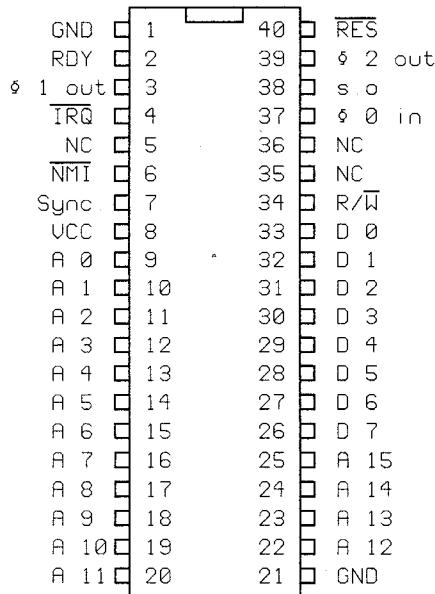 GND 1 40 R̅E̅S̅
RDY 2 39 ϕ 2 out
ϕ 1 out 3 38 s.o
I̅R̅Q̅ 4 37 ϕ 0 in
NC 5 36 NC
N̅M̅I̅ 6 35 NC
Sync 7 34 R/W̅
VCC 8 33 D 0
A 0 9 32 D 1
A 1 10 31 D 2
A 2 11 30 D 3
A 3 12 29 D 4
A 4 13 28 D 5
A 5 14 27 D 6
A 6 15 26 D 7
A 7 16 25 A 15
A 8 17 24 A 14
A 9 18 23 A 13
A 10 19 22 A 12
A 11 20 21 GND